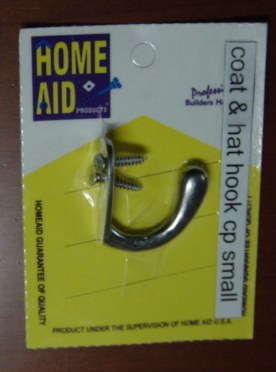 HOME
AID
PRODUCTS
Builders
coat & hat hook cp small
HOMEAID GUARANTEE OF QUALITY
PRODUCT UNDER THE SUPERVISION OF HOME AID U.S.A.